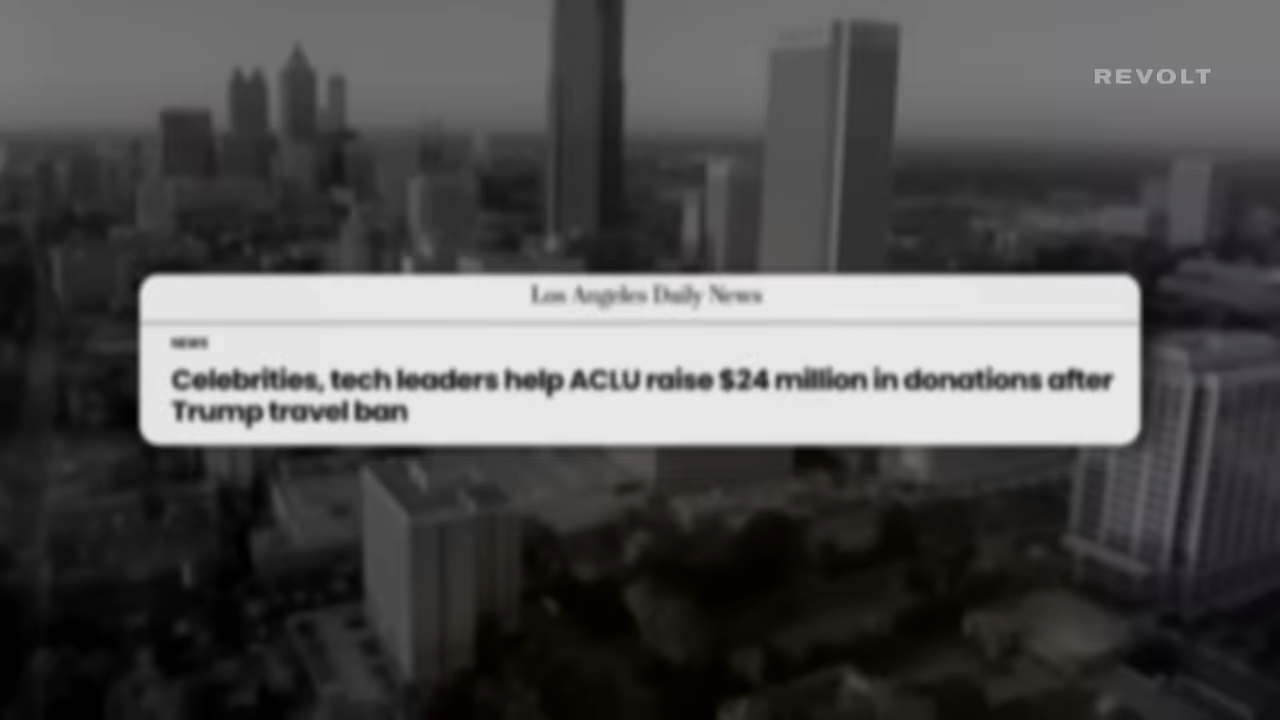 REVOLT
Los Angeles Daily News
NEWS
Celebrities, tech leaders help ACLU raise $24 million in donations after
Trump travel ban